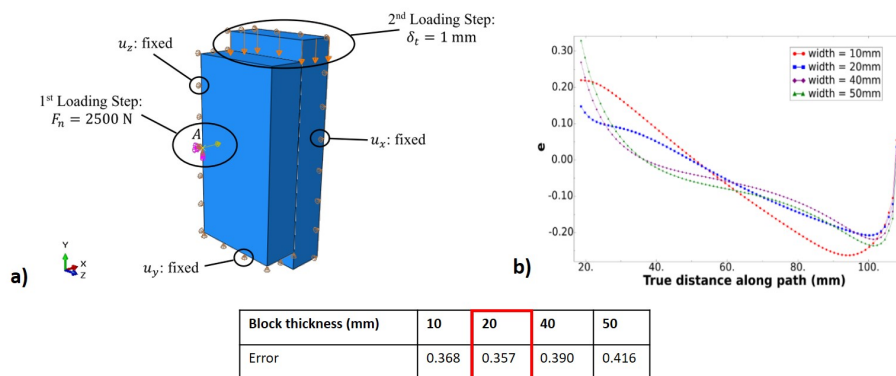 2nd Loading Step:
δt = 1 mm
uz: fixed
1st Loading Step:
Fn = 2500 N
A
ux: fixed
uy: fixed
Y
X
Z
a)
0.30
0.20
0.10
0.00
-0.10
-0.20
e
width = 10mm
width = 20mm
width = 40mm
width = 50mm
20. 40. 60. 80. 100.
True distance along path (mm)
b)
Block thickness (mm) 10 20 40 50
Error 0.368 0.357 0.390 0.416